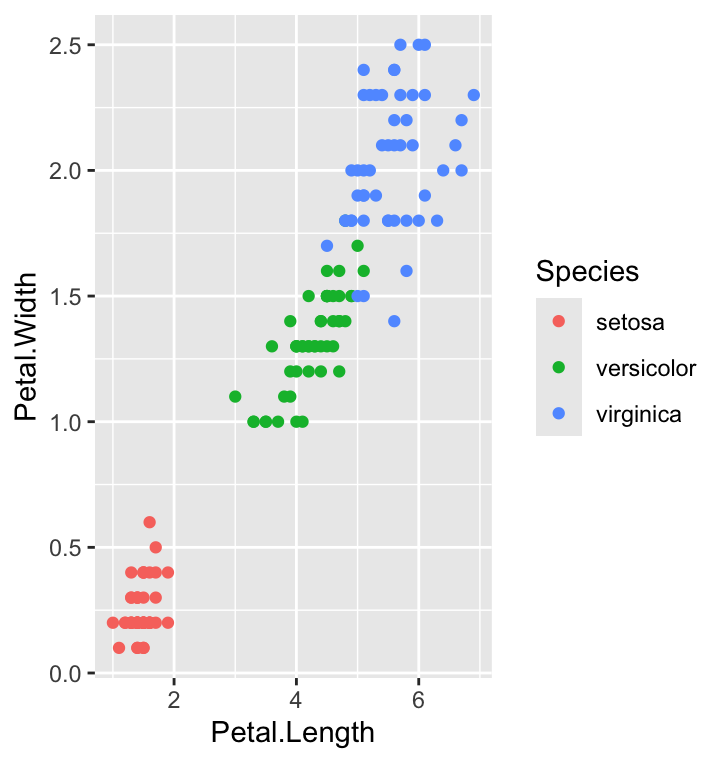 2.5
2.0
1.5
1.0
0.5
0.0
Petal.Width
2 4 6
Petal.Length
Species
setosa
versicolor
virginica